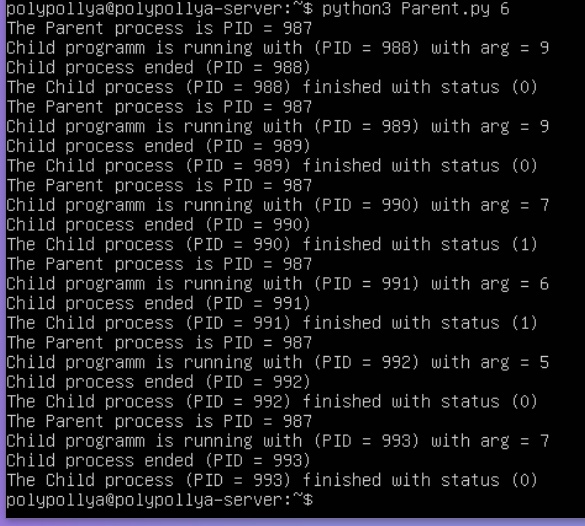 polypollya@polypollya-server:~$ python3 Parent.py 6
The Parent process is PID = 987
Child programm is running with (PID = 988) with arg = 9
Child process ended (PID = 988)
The Child process (PID = 988) finished with status (0)
The Parent process is PID = 987
Child programm is running with (PID = 989) with arg = 9
Child process ended (PID = 989)
The Child process (PID = 989) finished with status (0)
The Parent process is PID = 987
Child programm is running with (PID = 990) with arg = 7
Child process ended (PID = 990)
The Child process (PID = 990) finished with status (1)
The Parent process is PID = 987
Child programm is running with (PID = 991) with arg = 6
Child process ended (PID = 991)
The Child process (PID = 991) finished with status (1)
The Parent process is PID = 987
Child programm is running with (PID = 992) with arg = 5
Child process ended (PID = 992)
The Child process (PID = 992) finished with status (0)
The Parent process is PID = 987
Child programm is running with (PID = 993) with arg = 7
Child process ended (PID = 993)
The Child process (PID = 993) finished with status (0)
polypollya@polypollya-server:~$